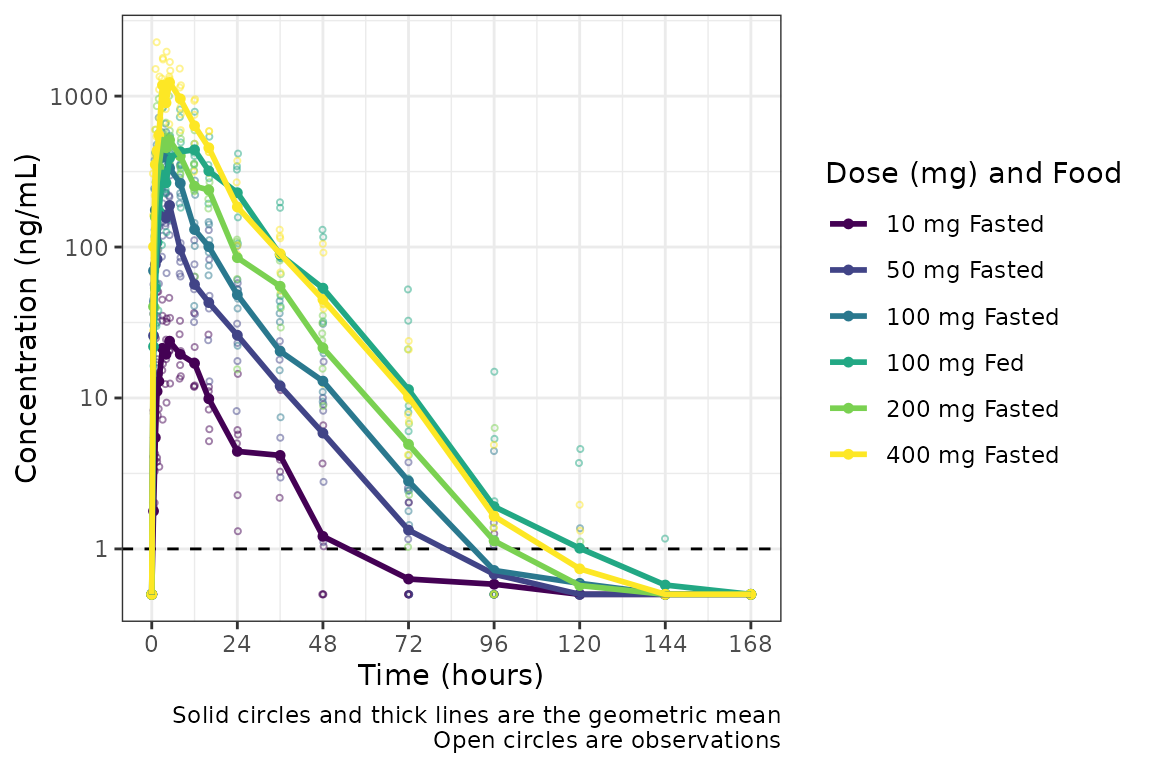 Concentration (ng/mL)
1000
100
10
1
0 24 48 72 96 120 144 168
Time (hours)
Solid circles and thick lines are the geometric mean
Open circles are observations
Dose (mg) and Food
10 mg Fasted
50 mg Fasted
100 mg Fasted
100 mg Fed
200 mg Fasted
400 mg Fasted